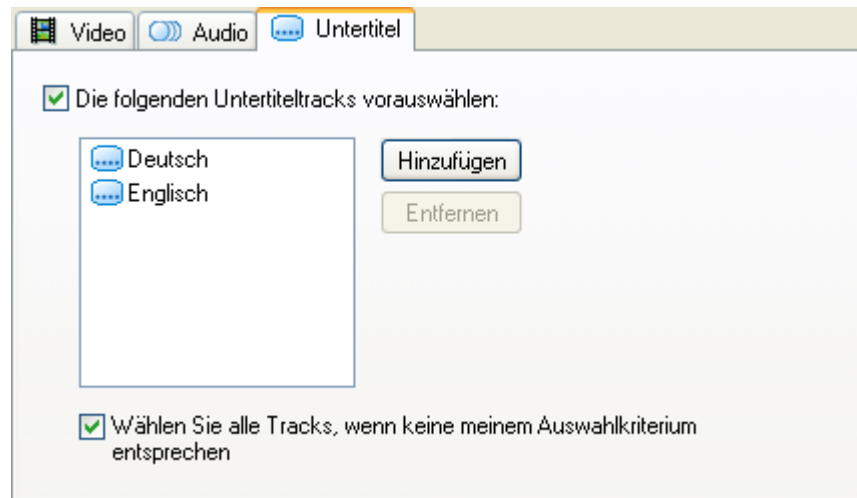 Video Audio Untertitel
Die folgenden Untertiteltracks vorauswählen:
Deutsch
Englisch
Hinzufügen
Entfernen
Wählen Sie alle Tracks, wenn keine meinem Auswahlkriterium
entsprechen